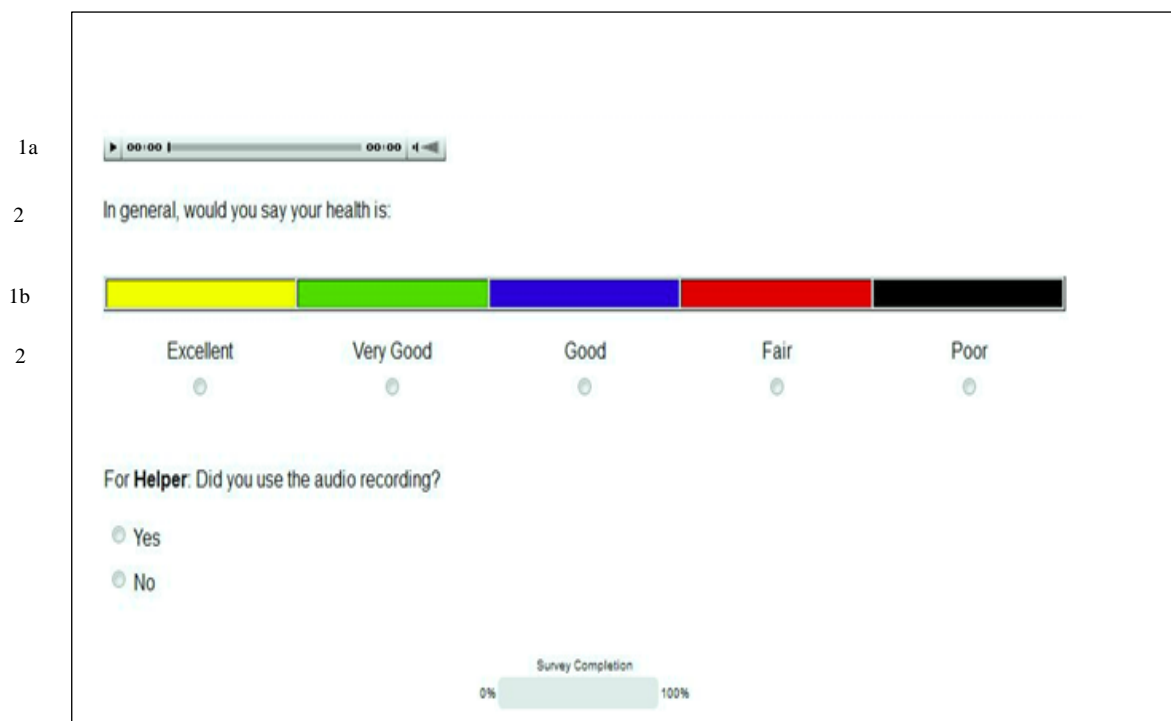 1a
00:00 00:00
2
In general, would you say your health is:
1b
2
Excellent Very Good Good Fair Poor
For Helper: Did you use the audio recording?
Yes
No
Survey Completion
0% 100%